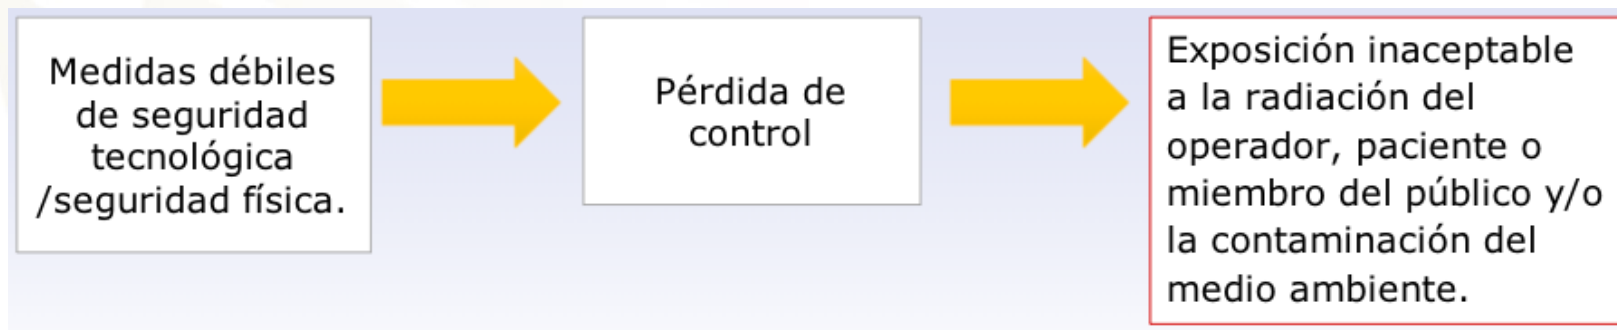 Medidas débiles
de seguridad
tecnológica
/seguridad física.
Pérdida de
control
Exposición inaceptable
a la radiación del
operador, paciente o
miembro del público y/o
la contaminación del
medio ambiente.